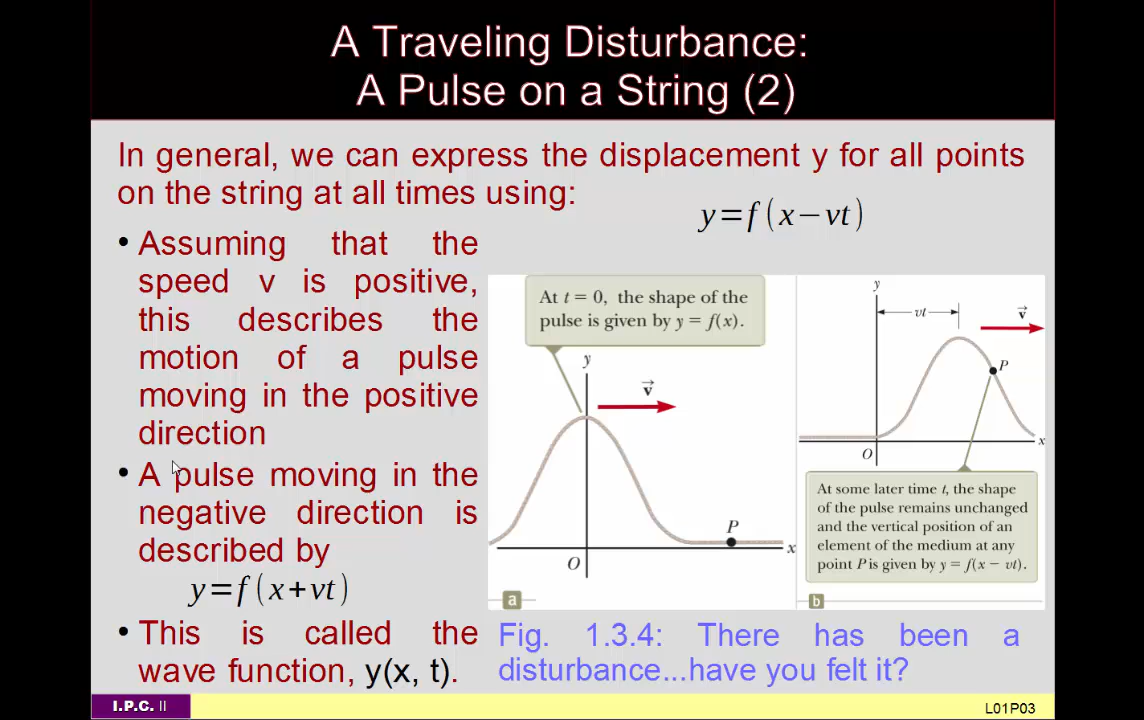 A Traveling Disturbance:
A Pulse on a String (2)
In general, we can express the displacement y for all points
on the string at all times using:
y=f(x−vt)
• Assuming that the
speed v is positive,
this describes the
motion of a pulse
moving in the positive
direction
• A pulse moving in the
negative direction is
described by
y=f(x+vt)
• This is called the
wave function, y(x, t).
At t = 0, the shape of the
pulse is given by y = f(x).
y
v⃗
P
x
O
a
y
vt
v⃗
P
x
O
At some later time t, the shape
of the pulse remains unchanged
and the vertical position of an
element of the medium at any
point P is given by y = f(x − vt).
b
Fig. 1.3.4: There has been a
disturbance...have you felt it?
I.P.C. II
L01P03